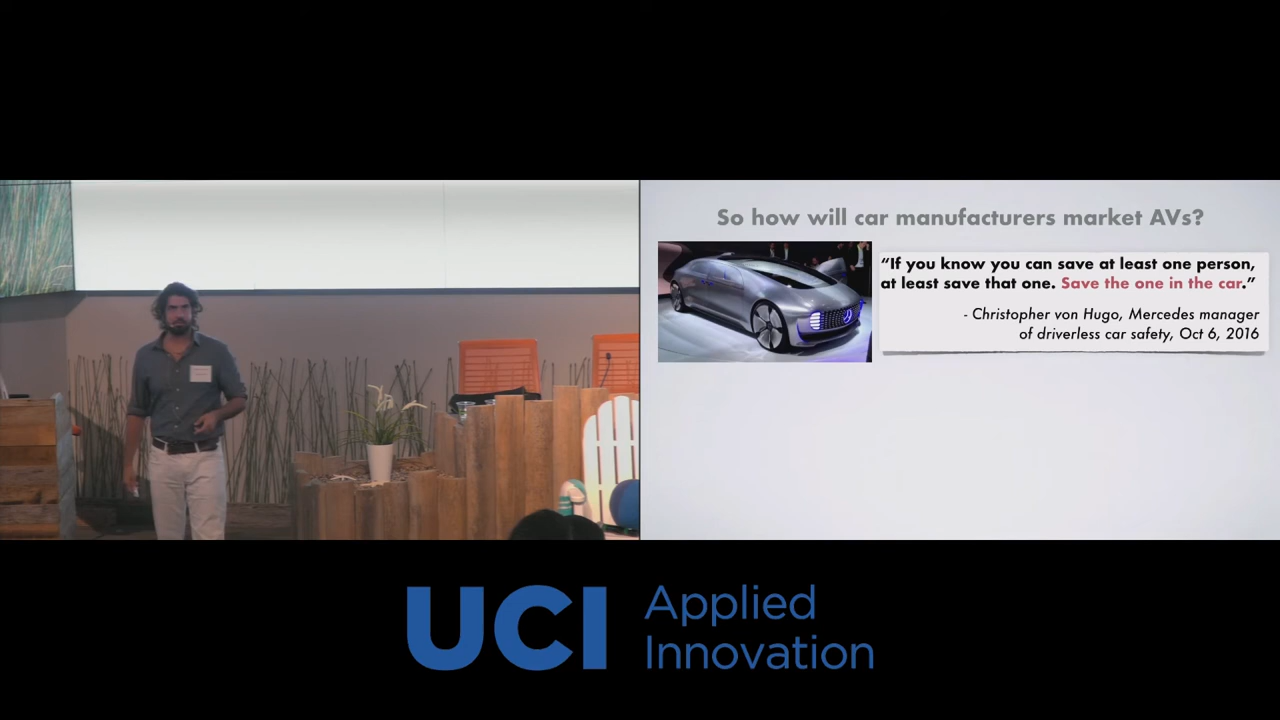 So how will car manufacturers market AVs?
“If you know you can save at least one person,
at least save that one. Save the one in the car.”
- Christopher von Hugo, Mercedes manager
of driverless car safety, Oct 6, 2016
UCI Applied
Innovation